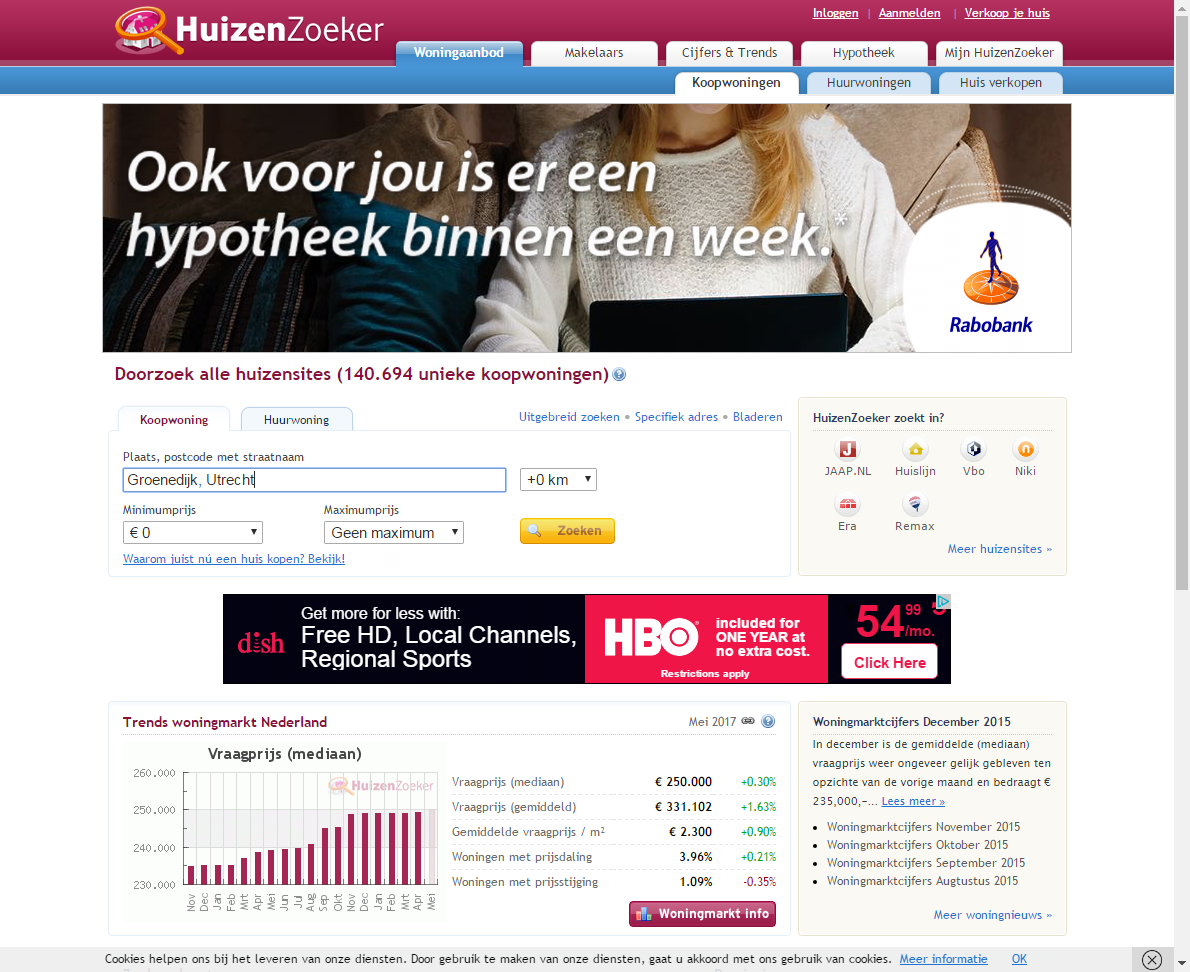 Inloggen | Aanmelden | Verkoop je huis
HuizenZoeker
Woningaanbod Makelaars Cijfers & Trends Hypotheek Mijn HuizenZoeker
Koopwoningen Huurwoningen Huis verkopen
Ook voor jou is er een
hypotheek binnen een week.*
Rabobank
Doorzoek alle huizensites (140.694 unieke koopwoningen) ?
Koopwoning Huurwoning
Uitgebreid zoeken • Specifiek adres • Bladeren
Plaats, postcode met straatnaam
Groenedijk, Utrecht +0 km
Minimumprijs Maximumprijs
€ 0 Geen maximum Zoeken
Waarom juist nú een huis kopen? Bekijk!
HuizenZoeker zoekt in?
JAAP.NL Huislijn Vbo Niki
Era Remax
Meer huizensites »
dish
Get more for less with:
Free HD, Local Channels,
Regional Sports
HBO
included for
ONE YEAR at
no extra cost.
Restrictions apply
54 99 /mo.
Click Here
Trends woningmarkt Nederland Mei 2017 ?
Vraagprijs (mediaan)
HuizenZoeker
260.000
250.000
240.000
230.000
Nov Dec Jan Feb Mrt Apr Mei Jun Jul Aug Sep Okt Nov Dec Jan Feb Mrt Apr Mei
Vraagprijs (mediaan) € 250.000 +0.30%
Vraagprijs (gemiddeld) € 331.102 +1.63%
Gemiddelde vraagprijs / m² € 2.300 +0.90%
Woningen met prijsdaling 3.96% +0.21%
Woningen met prijsstijging 1.09% -0.35%
Woningmarkt info
Woningmarktcijfers December 2015
In december is de gemiddelde (mediaan)
vraagprijs weer ongeveer gelijk gebleven ten
opzichte van de vorige maand en bedraagt €
235,000,-... Lees meer »
Woningmarktcijfers November 2015
Woningmarktcijfers Oktober 2015
Woningmarktcijfers September 2015
Woningmarktcijfers Augtustus 2015
Meer woningnieuws »
Cookies helpen ons bij het leveren van onze diensten. Door gebruik te maken van onze diensten, gaat u akkoord met ons gebruik van cookies. Meer informatie OK